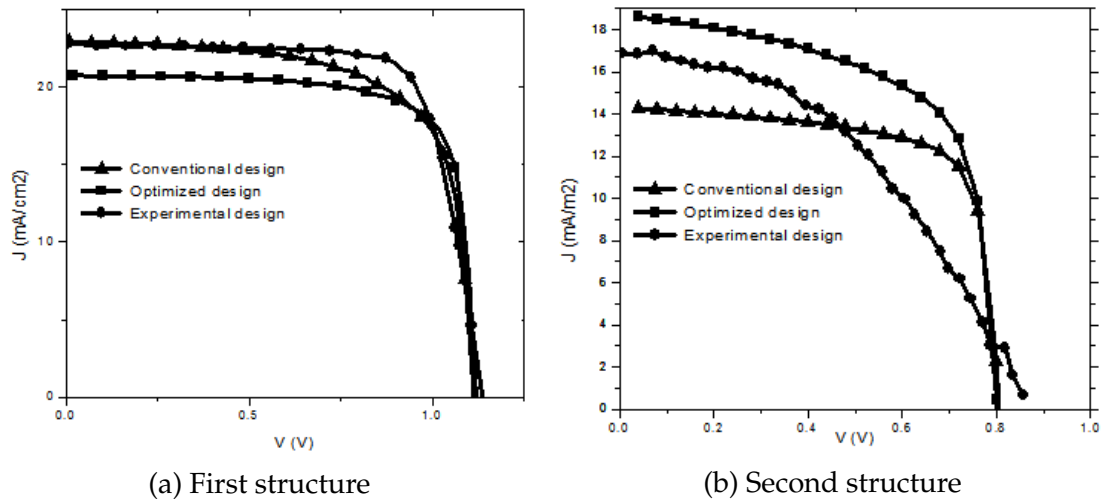 20
10
0
0.0
0.5
1.0
J (mA/cm2)
V (V)
Conventional design
Optimized design
Experimental design
(a) First structure
18
16
14
12
10
8
6
4
2
0
0.0
0.2
0.4
0.6
0.8
1.0
J (mA/m2)
V (V)
Conventional design
Optimized design
Experimental design
(b) Second structure